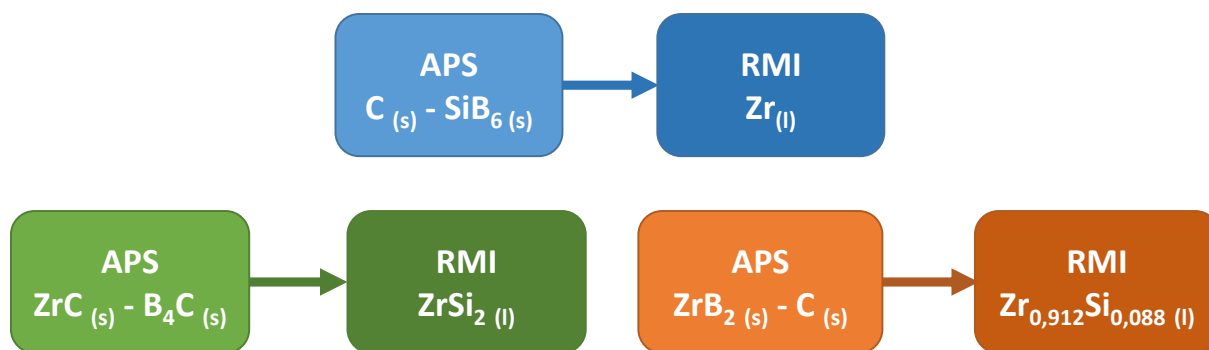 APS
C (s) - SiB6 (s)
RMI
Zr(l)
APS
ZrC (s) - B4C (s)
RMI
ZrSi2 (l)
APS
ZrB2 (s) - C (s)
RMI
Zr0,912Si0,088 (l)